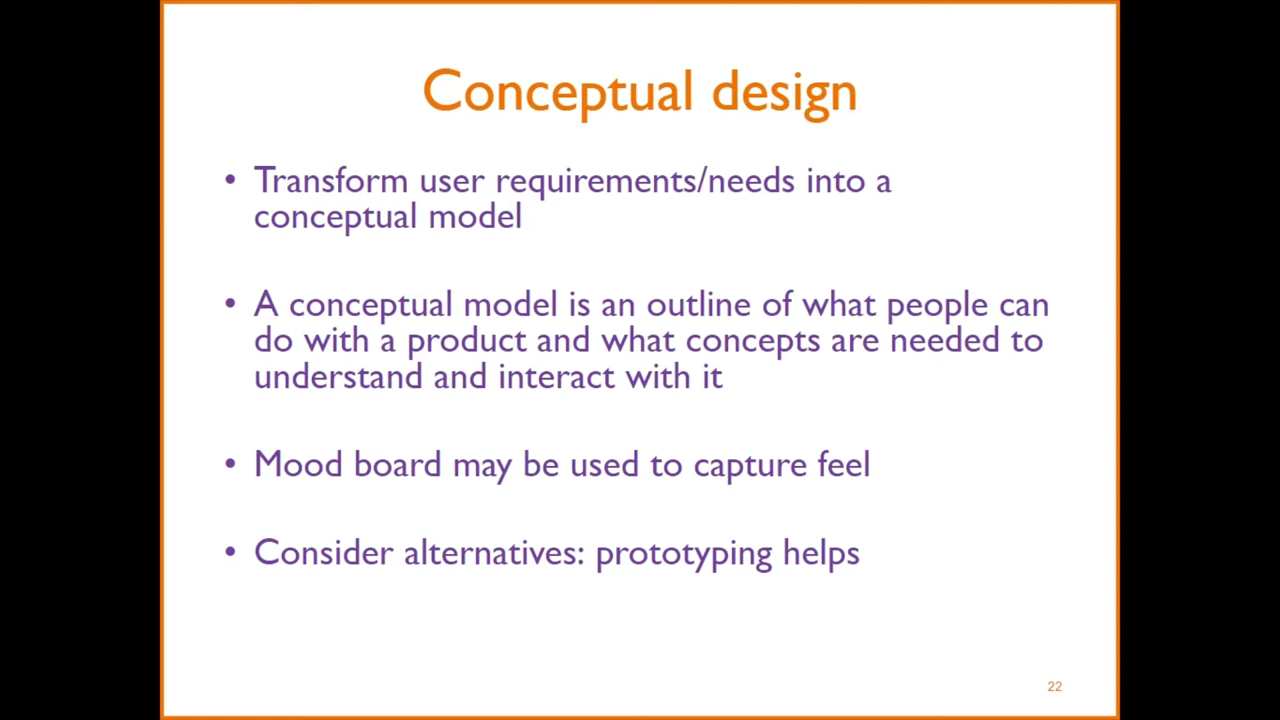 Conceptual design
• Transform user requirements/needs into a
conceptual model
• A conceptual model is an outline of what people can
do with a product and what concepts are needed to
understand and interact with it
• Mood board may be used to capture feel
• Consider alternatives: prototyping helps
22